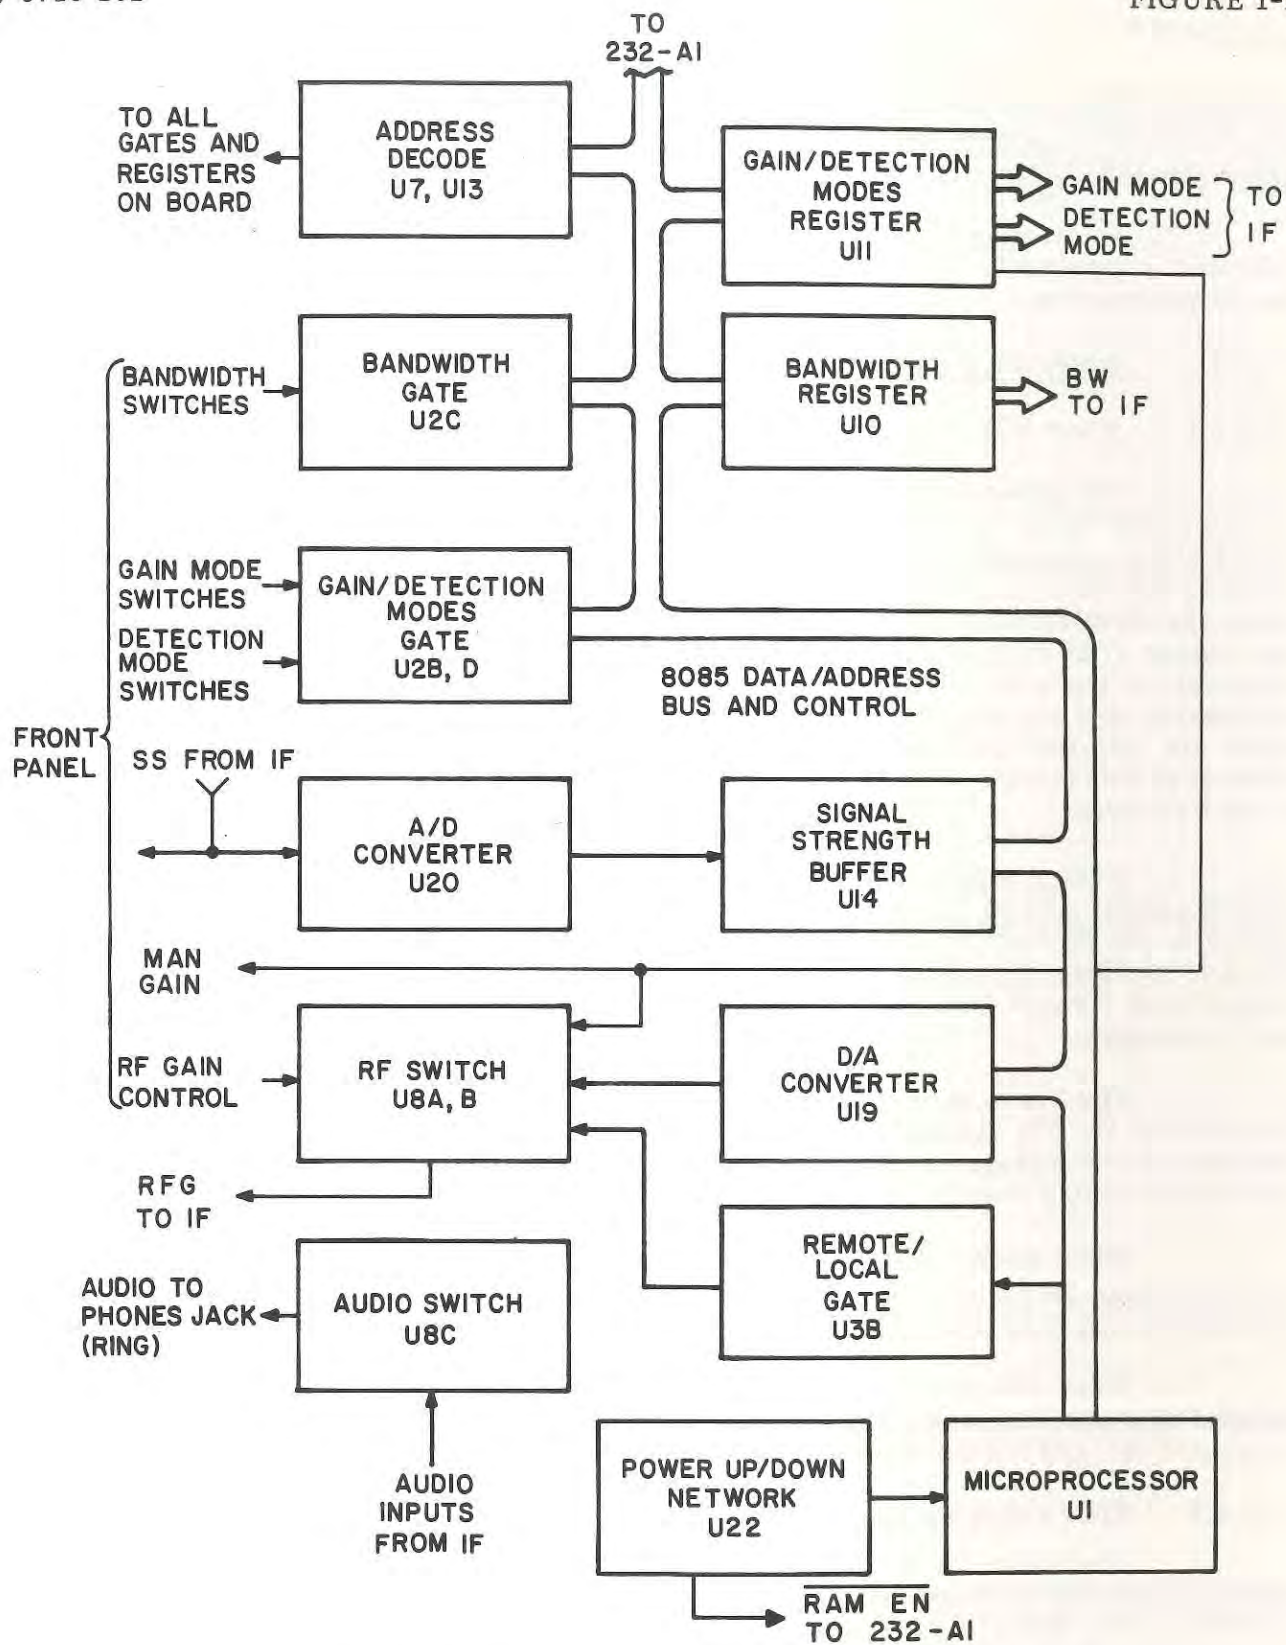 TO
232-A1
TO ALL
GATES AND
REGISTERS
ON BOARD
ADDRESS
DECODE
U7, U13
GAIN/DETECTION
MODES
REGISTER
U11
GAIN MODE
DETECTION
MODE
TO
IF
BANDWIDTH
SWITCHES
BANDWIDTH
GATE
U2C
BANDWIDTH
REGISTER
U10
BW
TO IF
GAIN MODE
SWITCHES
DETECTION
MODE
SWITCHES
GAIN/DETECTION
MODES
GATE
U2B, D
8085 DATA/ADDRESS
BUS AND CONTROL
FRONT
PANEL
SS FROM IF
A/D
CONVERTER
U20
SIGNAL
STRENGTH
BUFFER
U14
MAN
GAIN
RF GAIN
CONTROL
RF SWITCH
U8A, B
D/A
CONVERTER
U19
RFG
TO IF
REMOTE/
LOCAL
GATE
U3B
AUDIO TO
PHONES JACK
(RING)
AUDIO SWITCH
U8C
AUDIO
INPUTS
FROM IF
POWER UP/DOWN
NETWORK
U22
MICROPROCESSOR
U1
RAM EN
TO 232-A1